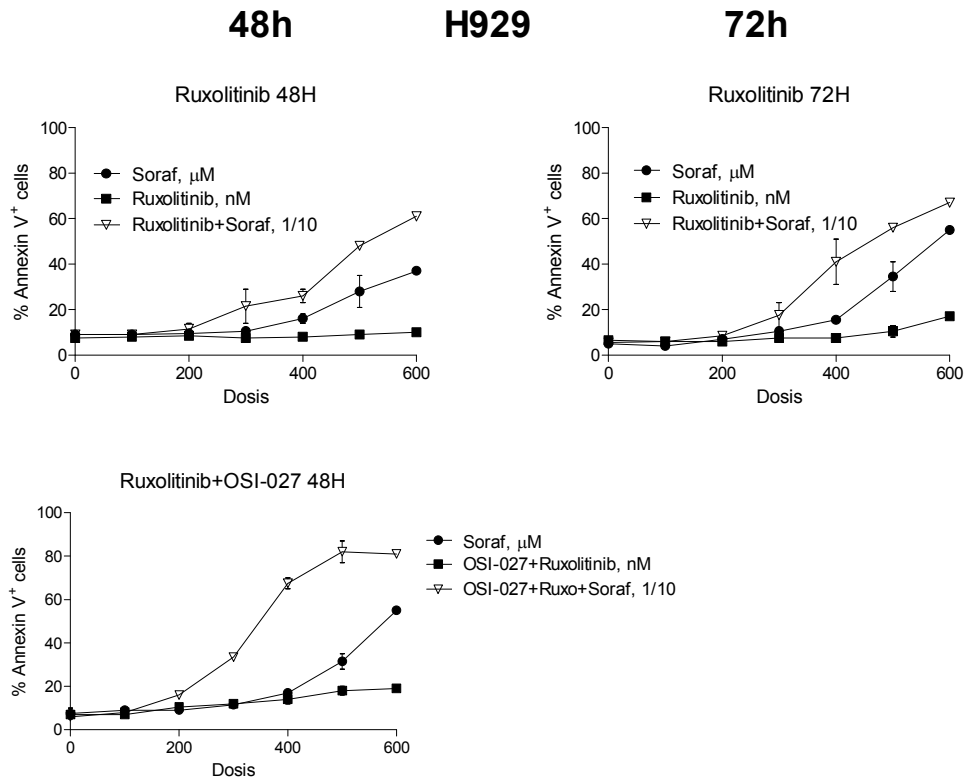 48h H929 72h
Ruxolitinib 48H
100
80
60
40
20
0
% Annexin V+ cells
Soraf, μM
Ruxolitinib, nM
Ruxolitinib+Soraf, 1/10
0 200 400 600
Dosis
Ruxolitinib 72H
100
80
60
40
20
0
% Annexin V+ cells
Soraf, μM
Ruxolitinib, nM
Ruxolitinib+Soraf, 1/10
0 200 400 600
Dosis
Ruxolitinib+OSI-027 48H
100
80
60
40
20
0
% Annexin V+ cells
Soraf, μM
OSI-027+Ruxolitinib, nM
OSI-027+Ruxo+Soraf, 1/10
0 200 400 600
Dosis